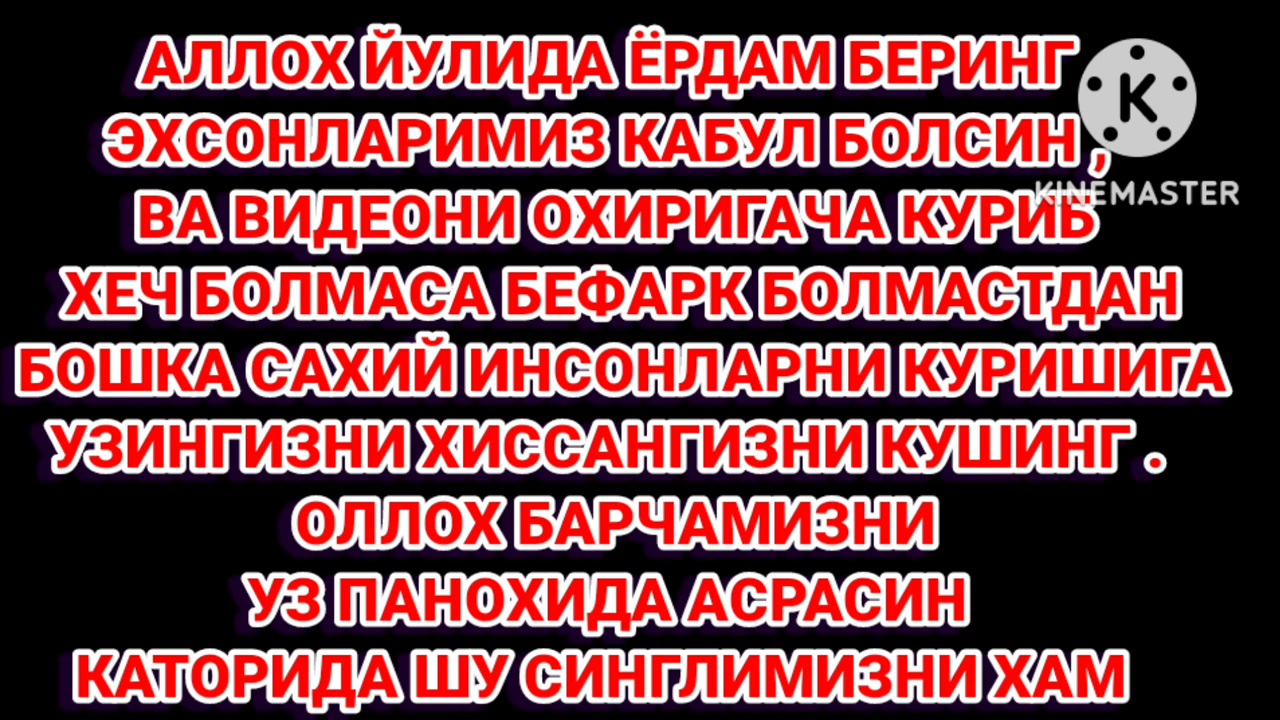 АЛЛОХ ЙУЛИДА ЁРДАМ БЕРИНГ
ЭХСОНЛАРИМИЗ КАБУЛ БОЛСИН ,
ВА ВИДЕОНИ ОХИРИГАЧА КУРИБ
ХЕЧ БОЛМАСА БЕФАРК БОЛМАСТДАН
БОШКА САХИЙ ИНСОНЛАРНИ КУРИШИГА
УЗИНГИЗНИ ХИССАНГИЗНИ КУШИНГ .
ОЛЛОХ БАРЧАМИЗНИ
УЗ ПАНОХИДА АСРАСИН
КАТОРИДА ШУ СИНГЛИМИЗНИ ХАМ
K
KINEMASTER